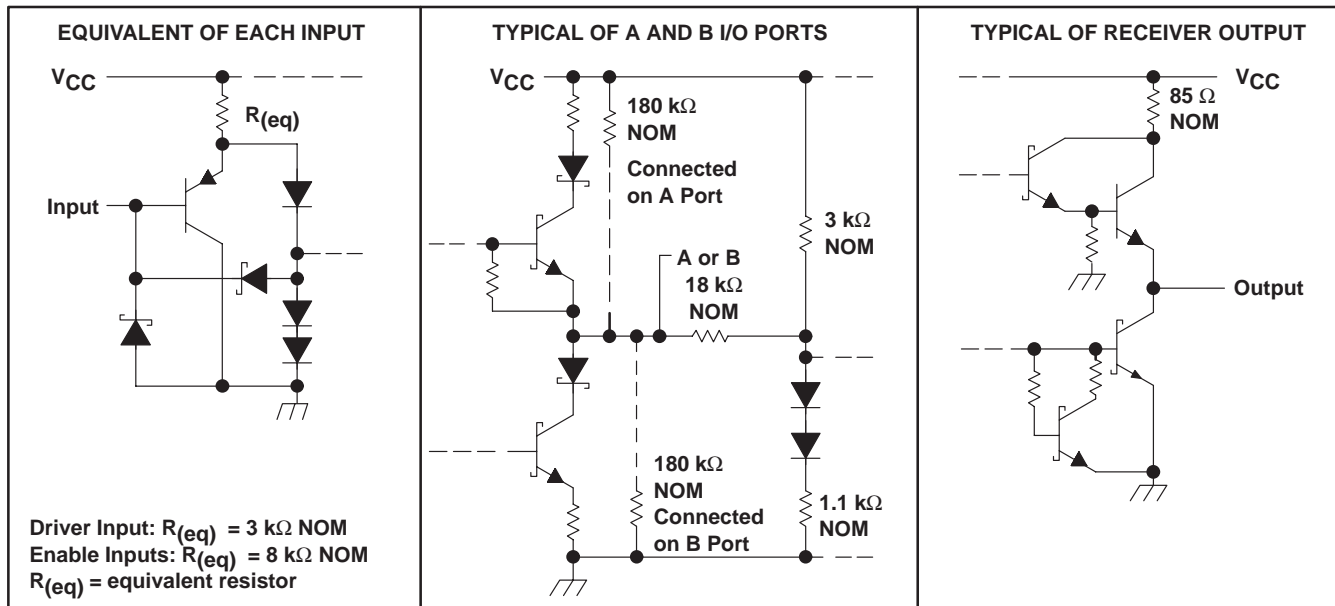 EQUIVALENT OF EACH INPUT
VCC
R(eq)
Input
Driver Input: R(eq) = 3 kΩ NOM
Enable Inputs: R(eq) = 8 kΩ NOM
R(eq) = equivalent resistor
TYPICAL OF A AND B I/O PORTS
VCC
180 kΩ
NOM
Connected
on A Port
3 kΩ
NOM
A or B
18 kΩ
NOM
180 kΩ
NOM
Connected
on B Port
1.1 kΩ
NOM
TYPICAL OF RECEIVER OUTPUT
VCC
85 Ω
NOM
Output